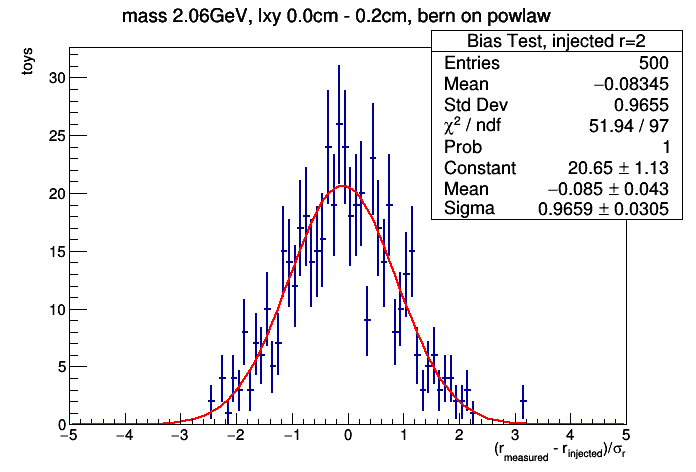 mass 2.06GeV, lxy 0.0cm - 0.2cm, bern on powlaw
Bias Test, injected r=2
Entries 500
Mean −0.08345
Std Dev 0.9655
χ² / ndf 51.94 / 97
Prob 1
Constant 20.65 ± 1.13
Mean −0.085 ± 0.043
Sigma 0.9659 ± 0.0305
toys
30
25
20
15
10
5
0
−5 −4 −3 −2 −1 0 1 2 3 4 5
(r_measured - r_injected)/σ_r